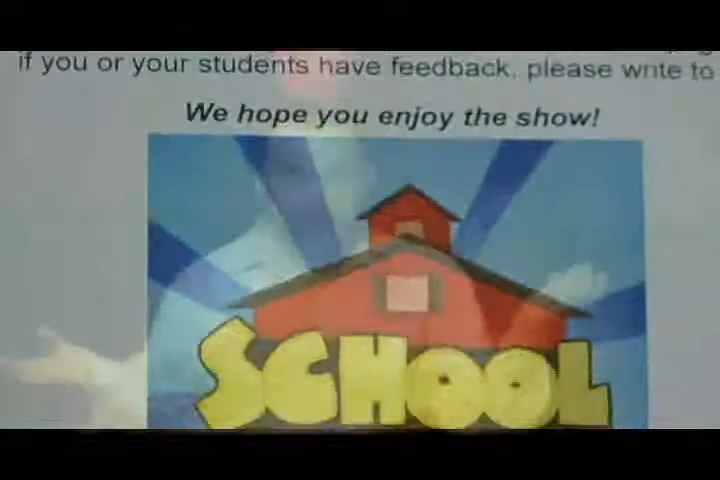 if you or your students have feedback, please write to
We hope you enjoy the show!
SCHOOL